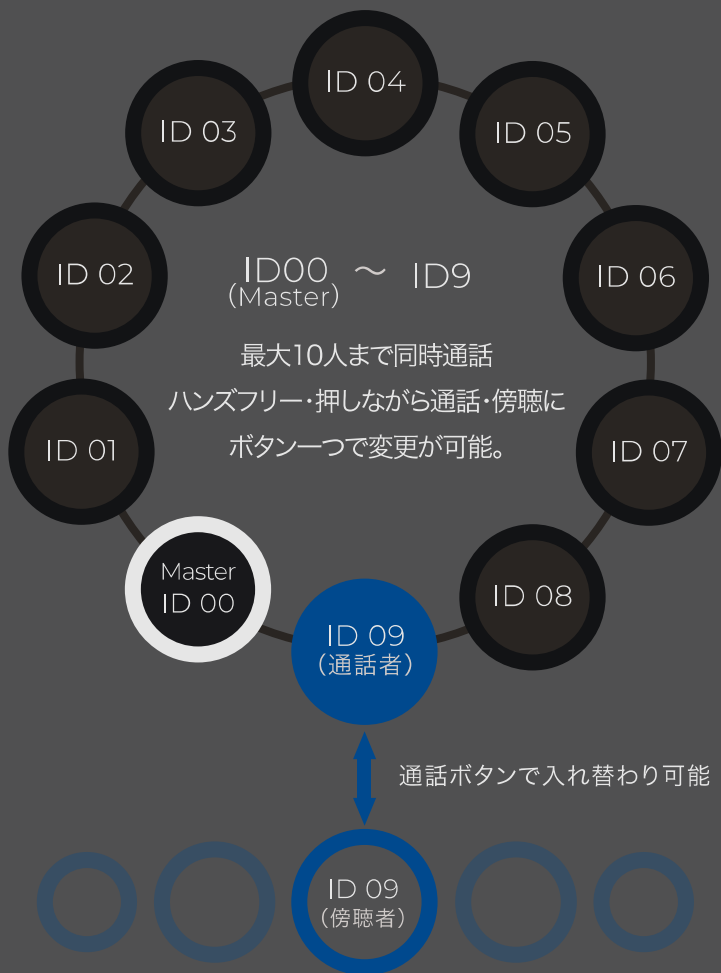 ID 04
ID 03
ID 05
ID 02
ID00 ～ ID9
(Master)
ID 06
最大10人まで同時通話
ハンズフリー・押しながら通話・傍聴に
ボタン一つで変更が可能。
ID 01
ID 07
Master
ID 00
ID 08
ID 09
（通話者）
通話ボタンで入れ替わり可能
ID 09
（傍聴者）